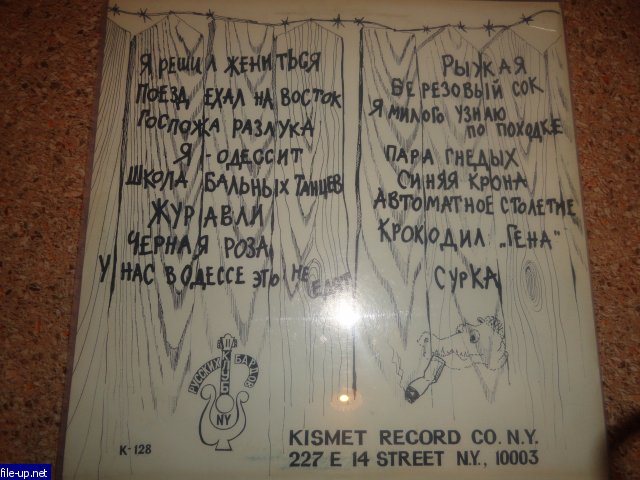 Я РЕШИЛ ЖЕНИТЬСЯ
ПОЕЗД ЕХАЛ НА ВОСТОК
ГОСПОЖА РАЗЛУКА
Я - ОДЕССИТ
ШКОЛА БАЛЬНЫХ ТАНЦЕВ
ЖУРАВЛИ
ЧЕРНАЯ РОЗА
У НАС В ОДЕССЕ ЭТО НЕ ЕДЯТ
РЫЖАЯ
БЕРЕЗОВЫЙ СОК
Я МИЛОГО УЗНАЮ
ПО ПОХОДКЕ
ПАРА ГНЕДЫХ
СИНЯЯ КРОНА
АВТОМАТНОЕ СТОЛЕТИЕ
КРОКОДИЛ „ГЕНА"
СУРКА
КЛУБ
РУССКИХ БАРДОВ
NY
K-128
KISMET RECORD CO. N.Y.
227 E 14 STREET N.Y., 10003
file-up.net